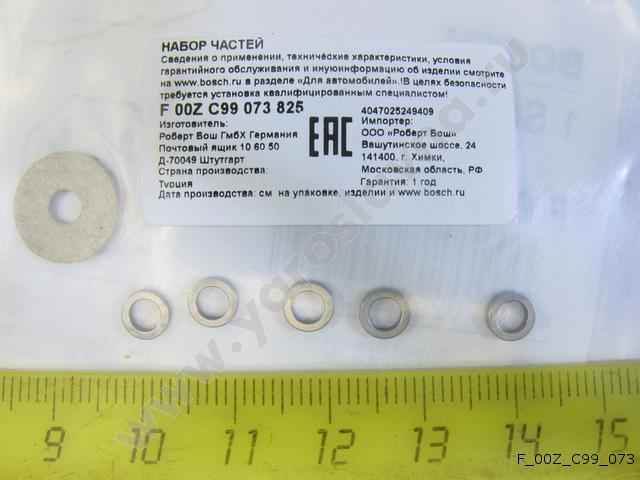 НАБОР ЧАСТЕЙ
Сведения о применении, технические характеристики, условия
гарантийного обслуживания и инуюинформацию об изделии смотрите
на www.bosch.ru в разделе «Для автомобилей».!В целях безопасности
требуется установка квалифицированным специалистом!
F 00Z C99 073 825
Изготовитель:
Роберт Бош ГмбХ Германия
Почтовый ящик 10 60 50
Д-70049 Штутгарт
Страна производства:
Турция
Дата производства: см. на упаковке, изделии и www.bosch.ru
EAC
4047025249409
Импортер:
ООО «Роберт Бош»
Вашутинское шоссе, 24
141400, г. Химки,
Московская область, РФ
Гарантия: 1 год
9 10 11 12 13 14 15
F_00Z_C99_073